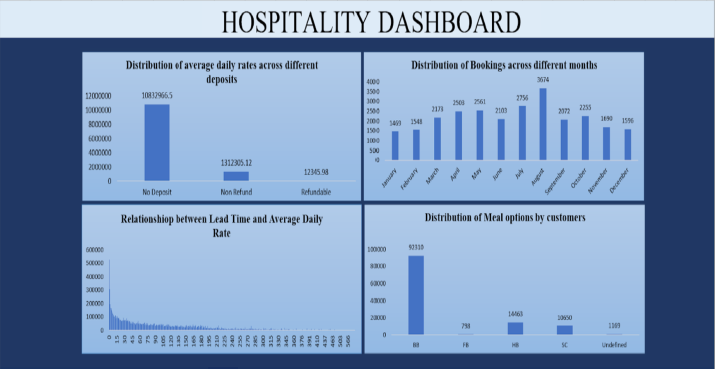 HOSPITALITY DASHBOARD
Distribution of average daily rates across different
deposits
12000000
10000000
8000000
6000000
4000000
2000000
0
10832966.5
1312305.12
12345.98
No Deposit
Non Refund
Refundable
Distribution of Bookings across different months
4000
3500
3000
2500
2000
1500
1000
500
0
1463
1548
2173
2503
2561
2103
2756
3674
2072
2255
1690
1596
January
February
March
April
May
June
July
August
September
October
November
December
Relationshiop between Lead Time and Average Daily
Rate
600000
500000
400000
300000
200000
100000
0
0 15 30 45 60 75 90 105 120 135 150 165 180 195 210 225 240 255 270 285 300 315 330 345 360 376 391 410 437 460 503 560
Distribution of Meal options by customers
100000
80000
60000
40000
20000
0
92310
798
14463
10650
1169
BB
FB
HB
SC
Undefined